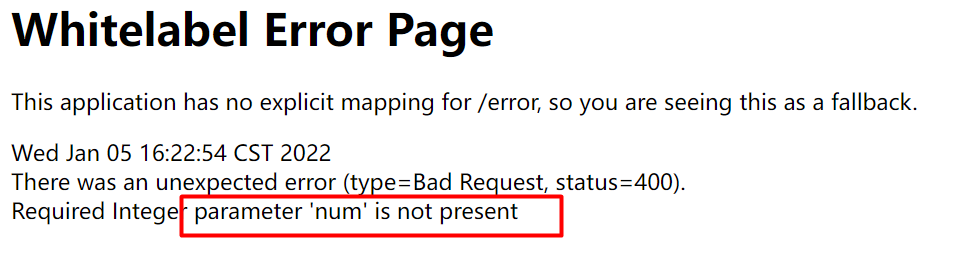 Whitelabel Error Page
This application has no explicit mapping for /error, so you are seeing this as a fallback.
Wed Jan 05 16:22:54 CST 2022
There was an unexpected error (type=Bad Request, status=400).
Required Integer parameter 'num' is not present